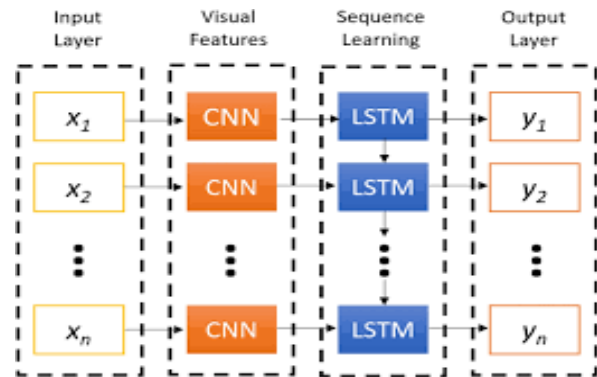 Input Layer
Visual Features
Sequence Learning
Output Layer
x1 CNN LSTM y1
x2 CNN LSTM y2
xn CNN LSTM yn